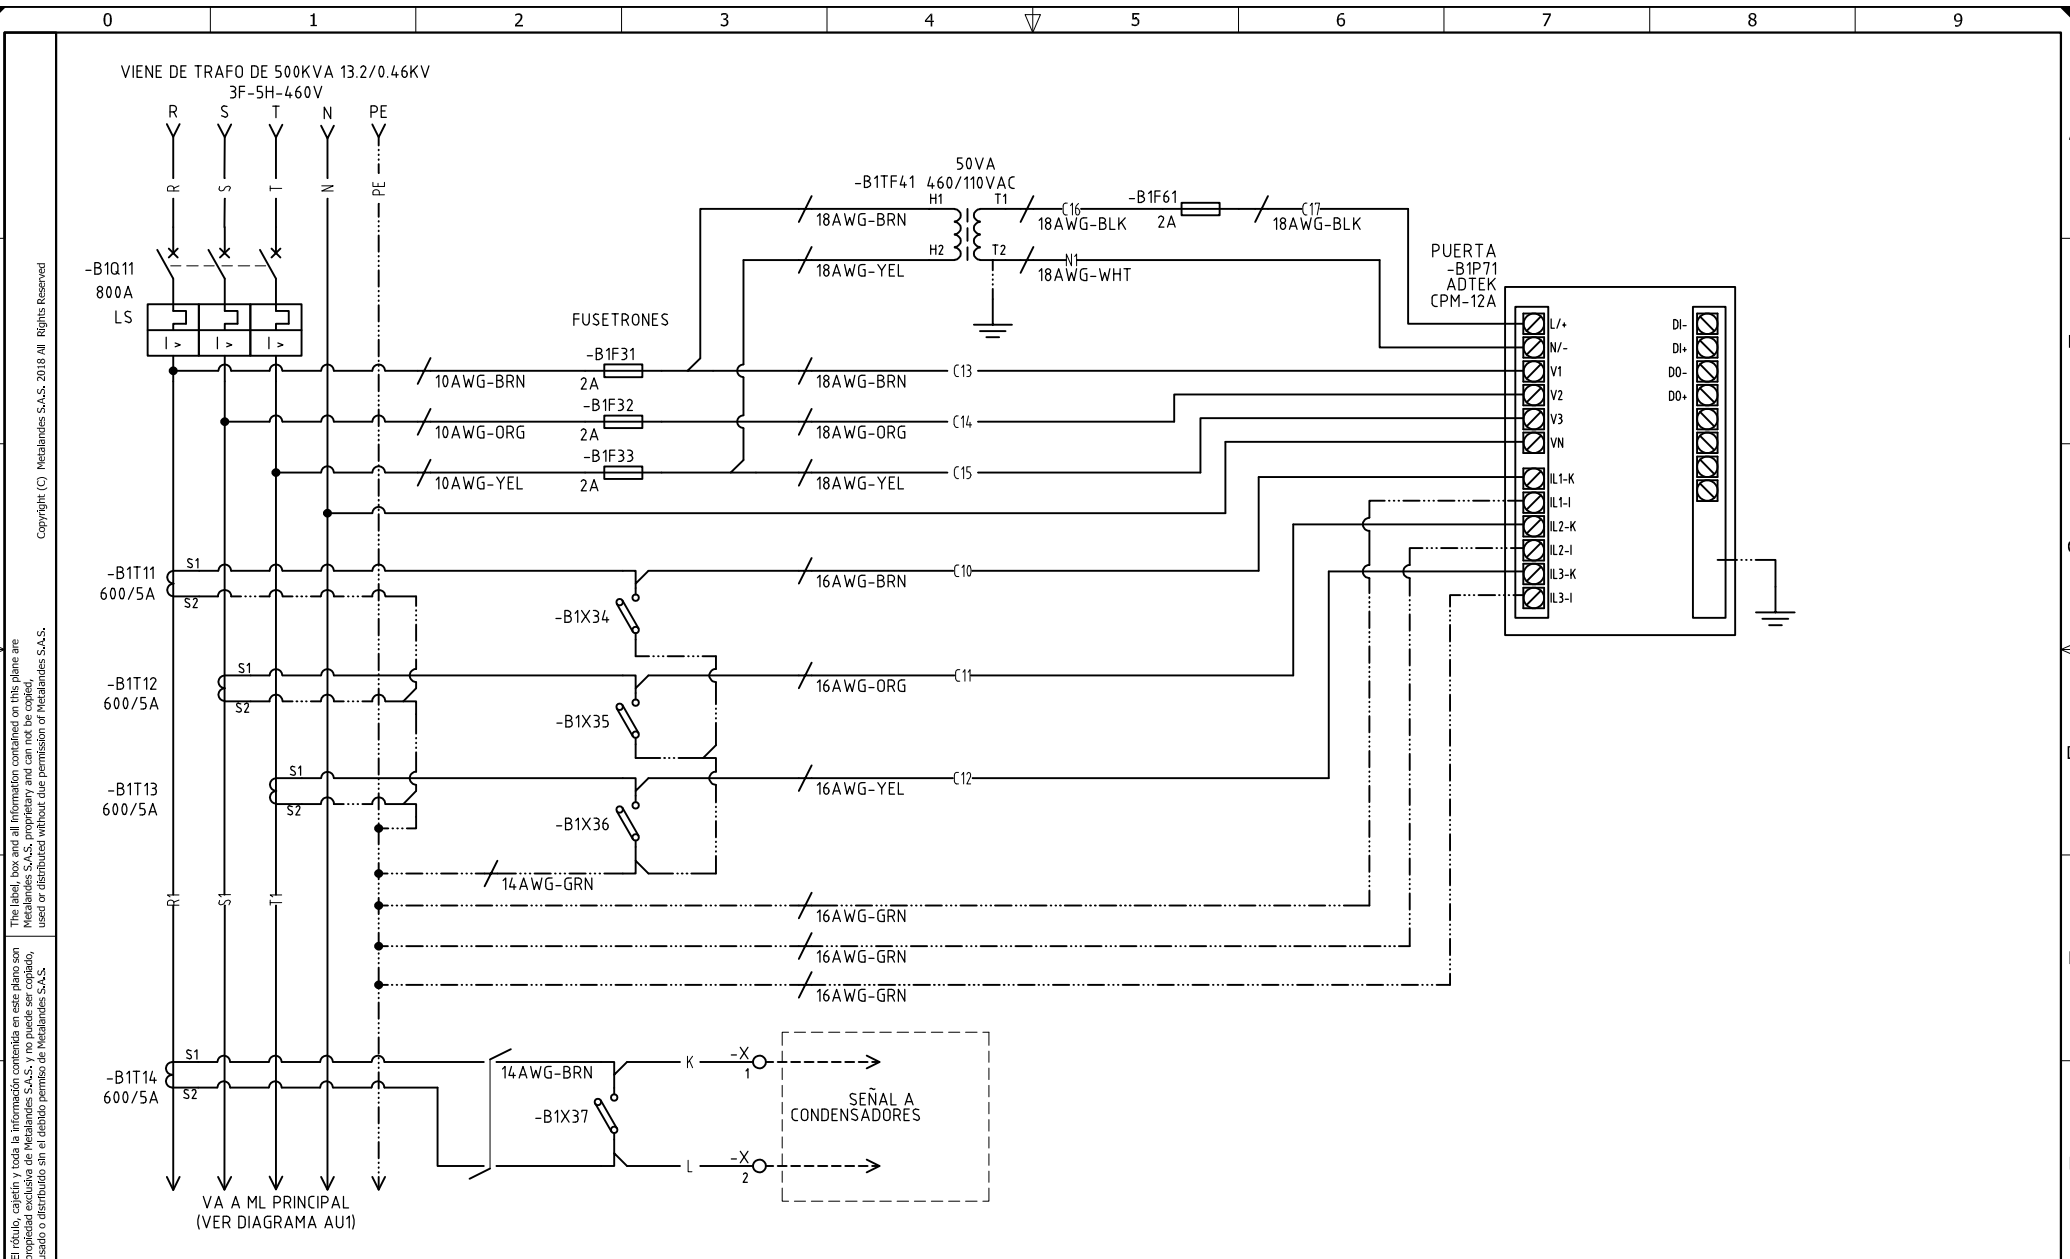 0 1 2 3 4 5 6 7 8 9
VIENE DE TRAFO DE 500KVA 13.2/0.46KV
3F-5H-460V
R S T N PE
R S T N PE
-B1Q11
800A
LS
I > I > I >
50VA
-B1TF41 460/110VAC
H1 T1
H2 T2
18AWG-BRN
18AWG-YEL
C16
18AWG-BLK
-B1F61
2A
C17
18AWG-BLK
N1
18AWG-WHT
PUERTA
-B1P71
ADTEK
CPM-12A
L/+
N/-
V1
V2
V3
VN
IL1-K
IL1-I
IL2-K
IL2-I
IL3-K
IL3-I
DI-
DI+
DO-
DO+
FUSETRONES
-B1F31
10AWG-BRN 2A 18AWG-BRN C13
-B1F32
10AWG-ORG 2A 18AWG-ORG C14
-B1F33
10AWG-YEL 2A 18AWG-YEL C15
-B1T11
600/5A
S1
S2
-B1X34
16AWG-BRN C10
-B1T12
600/5A
S1
S2
-B1X35
16AWG-ORG C11
-B1T13
600/5A
S1
S2
-B1X36
16AWG-YEL C12
14AWG-GRN
R1 S1 T1
16AWG-GRN
16AWG-GRN
16AWG-GRN
-B1T14
600/5A
S1
S2
14AWG-BRN
-B1X37
K -X
1
L -X
2
SEÑAL A
CONDENSADORES
VA A ML PRINCIPAL
(VER DIAGRAMA AU1)
Copyright (C) Metalandes S.A.S. 2018 All Rights Reserved
The label, box and all information contained on this plane are
Metalandes S.A.S. proprietary and can not be copied,
used or distributed without due permission of Metalandes S.A.S.
El rótulo, cajetín y toda la información contenida en este plano son
propiedad exclusiva de Metalandes S.A.S. y no puede ser copiado,
usado o distribuido sin el debido permiso de Metalandes S.A.S.